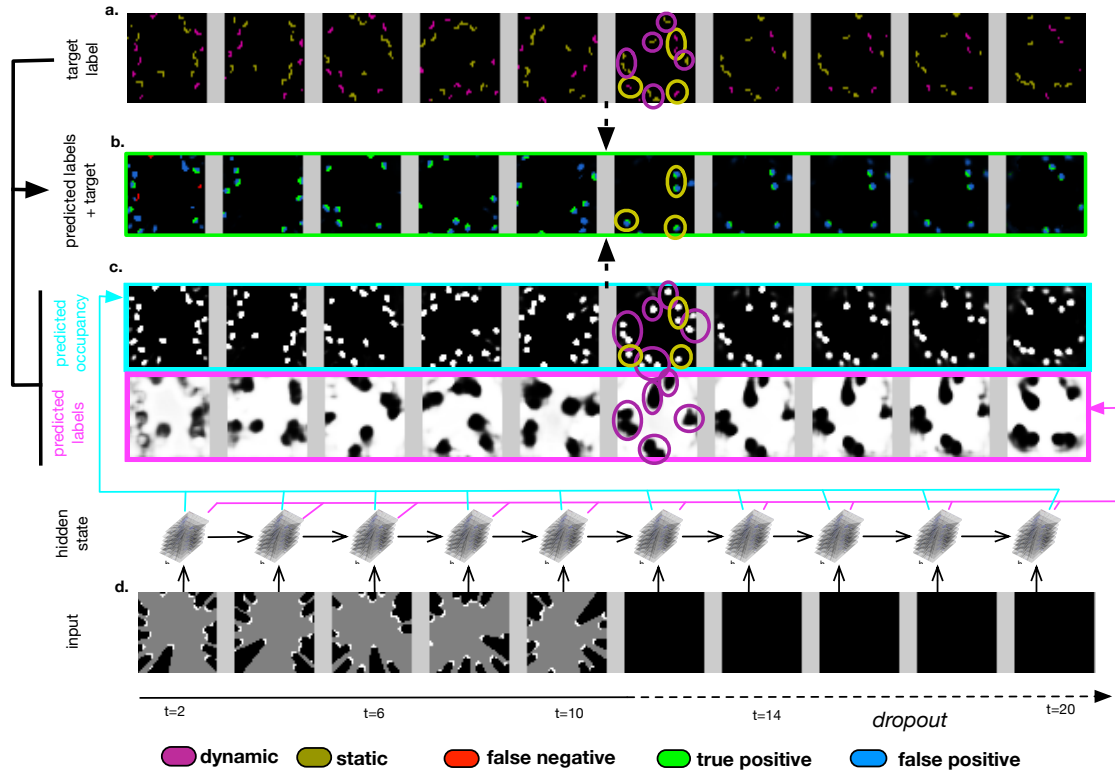 a.
target
label
b.
predicted labels
+ target
c.
predicted
occupancy
predicted
labels
hidden
state
d.
input
t=2
t=6
t=10
t=14
dropout
t=20
dynamic
static
false negative
true positive
false positive